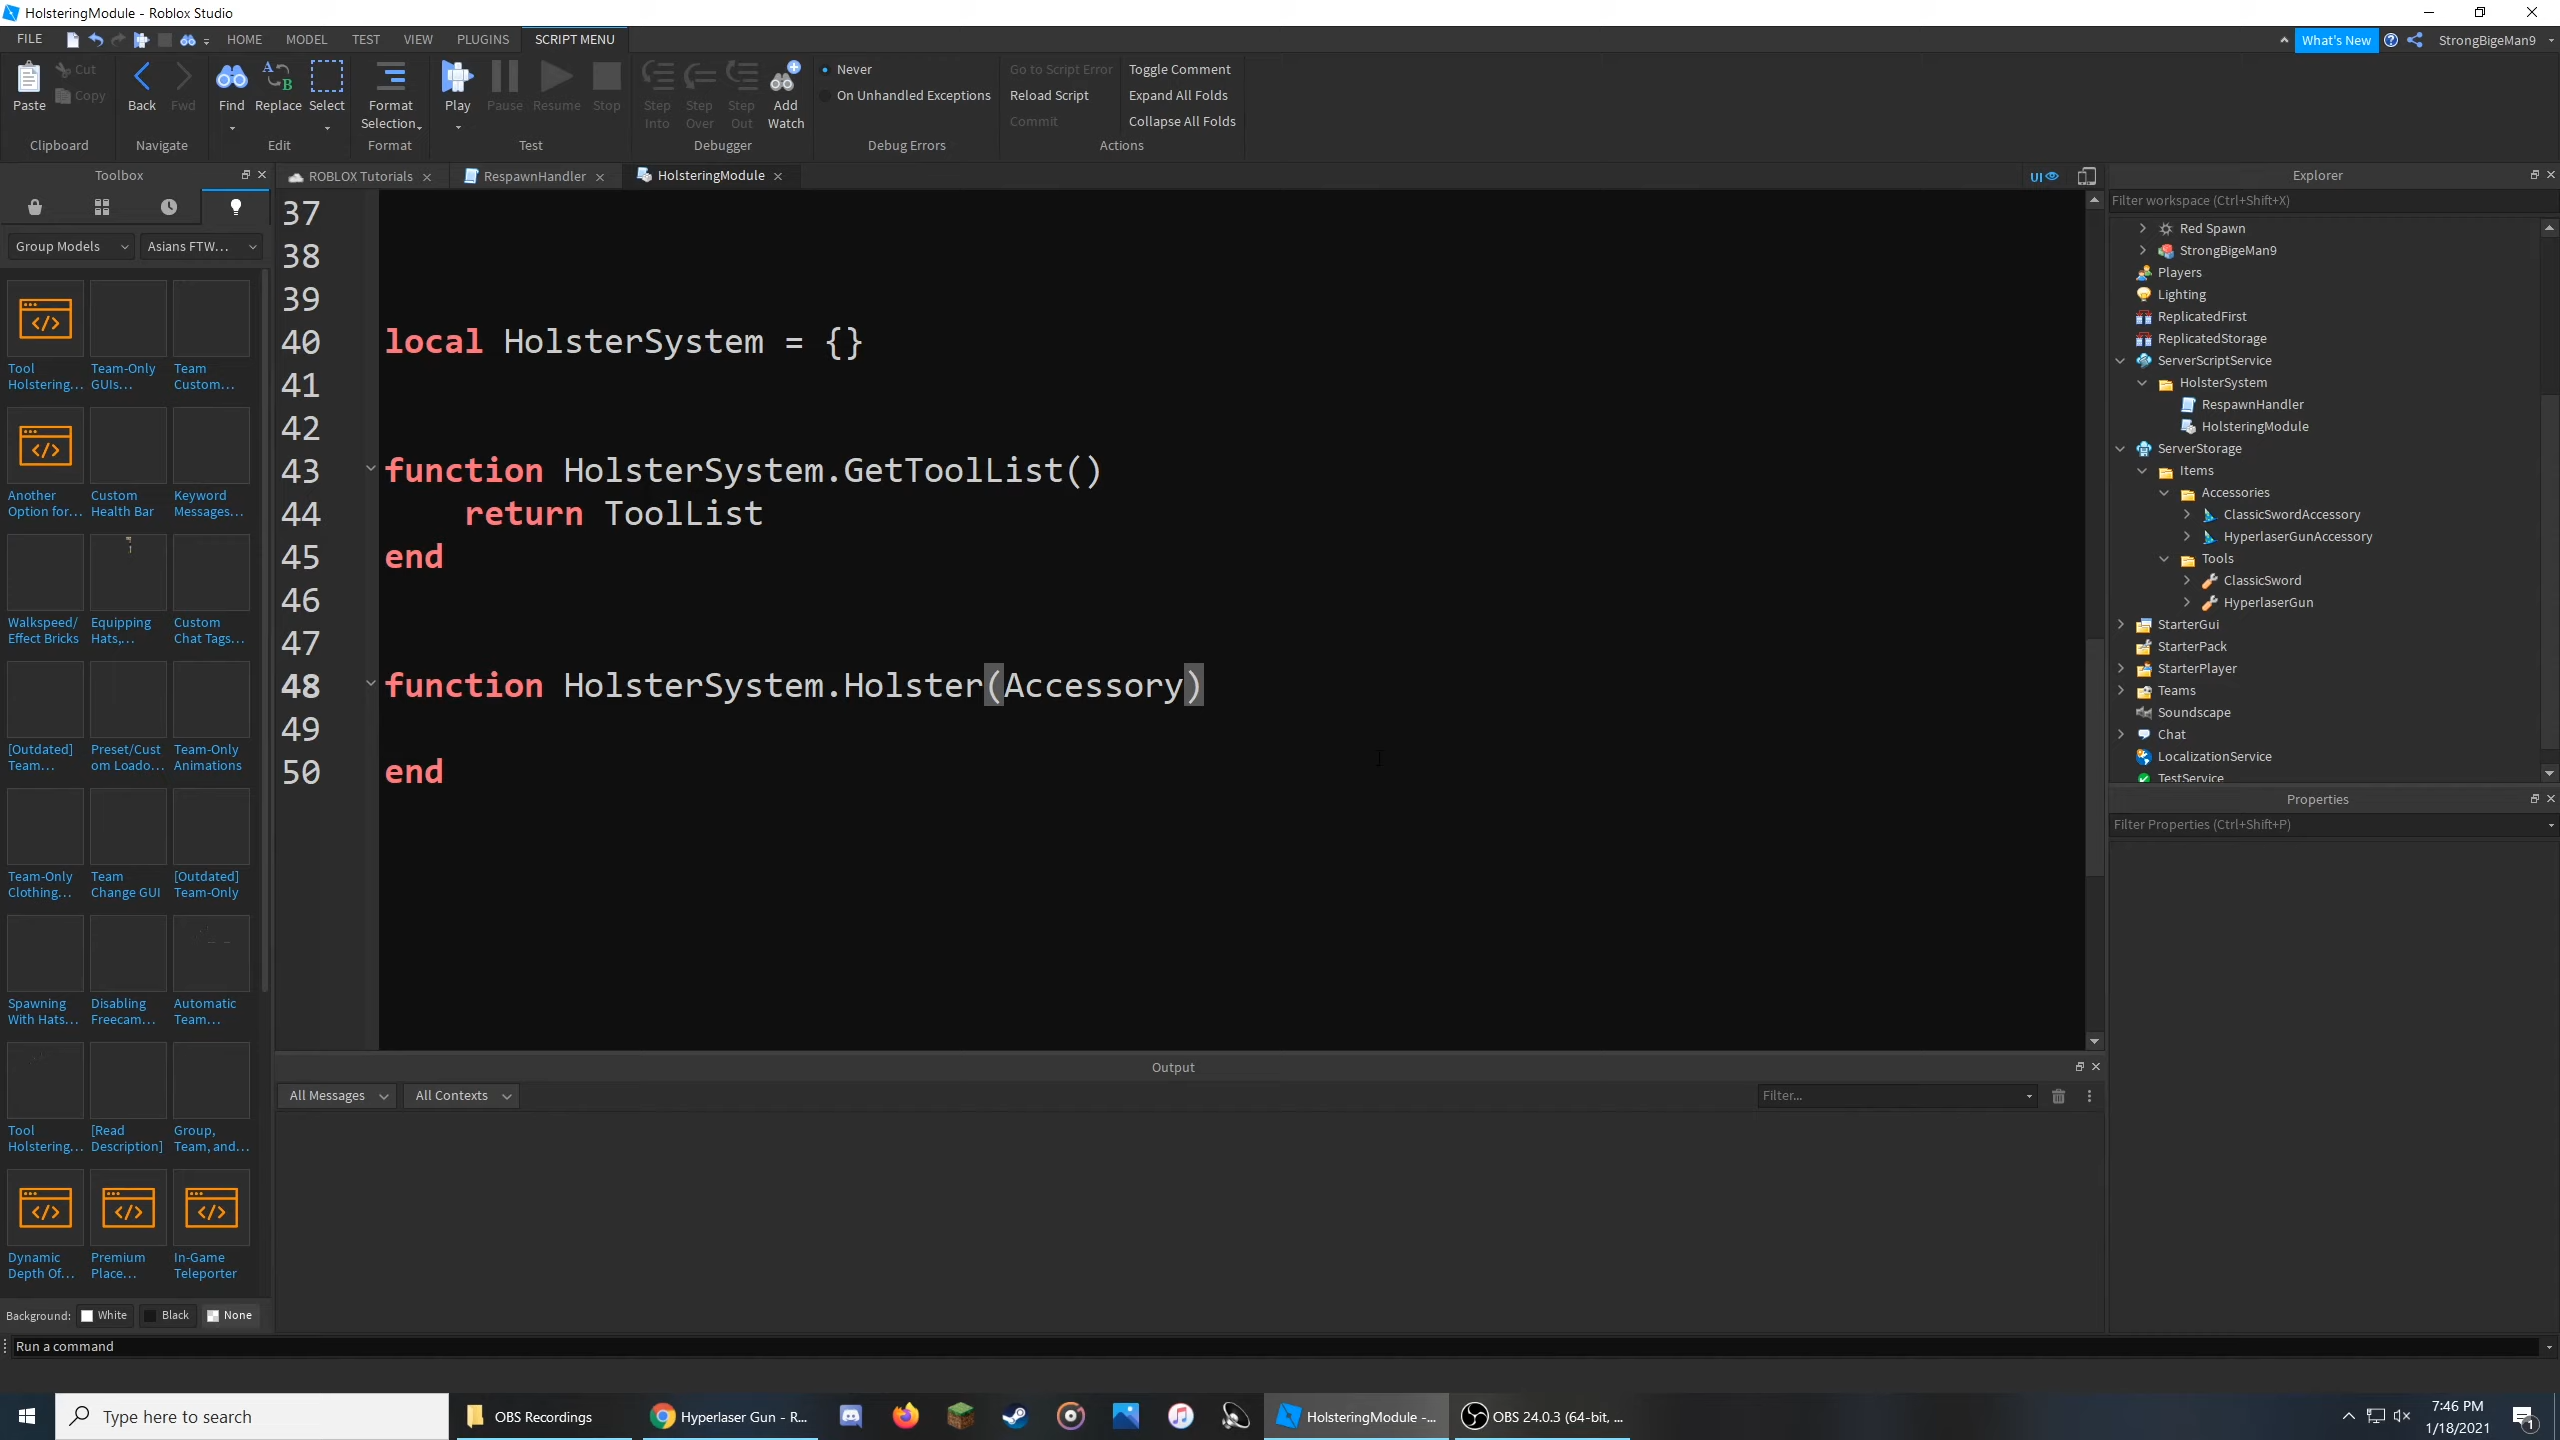 HolsteringModule - Roblox Studio
FILE HOME MODEL TEST VIEW PLUGINS SCRIPT MENU What's New StrongBigeMan9
Paste Cut Copy Clipboard
Back Fwd Navigate
Find Replace Select Edit
Format Selection Format
Play Pause Resume Stop Test
Step Into Step Over Step Out Add Watch Debugger
Never
On Unhandled Exceptions
Debug Errors
Go to Script Error Toggle Comment
Reload Script Expand All Folds
Commit Collapse All Folds
Actions
Toolbox
ROBLOX Tutorials RespawnHandler HolsteringModule UI
Group Models Asians FTW...
Tool Holstering... Team-Only GUIs... Team Custom...
Another Option for... Custom Health Bar Keyword Messages...
Walkspeed/ Effect Bricks Equipping Hats,... Custom Chat Tags...
[Outdated] Team... Preset/Cust om Loado... Team-Only Animations
Team-Only Clothing... Team Change GUI [Outdated] Team-Only
Spawning With Hats... Disabling Freecam... Automatic Team...
Tool Holstering... [Read Description] Group, Team, and...
Dynamic Depth Of... Premium Place... In-Game Teleporter
Background: White Black None
37
38
39
40 local HolsterSystem = {}
41
42
43 function HolsterSystem.GetToolList()
44 return ToolList
45 end
46
47
48 function HolsterSystem.Holster(Accessory)
49
50 end
Output
All Messages All Contexts Filter...
Explorer
Filter workspace (Ctrl+Shift+X)
Red Spawn
StrongBigeMan9
Players
Lighting
ReplicatedFirst
ReplicatedStorage
ServerScriptService
HolsterSystem
RespawnHandler
HolsteringModule
ServerStorage
Items
Accessories
ClassicSwordAccessory
HyperlaserGunAccessory
Tools
ClassicSword
HyperlaserGun
StarterGui
StarterPack
StarterPlayer
Teams
Soundscape
Chat
LocalizationService
TestService
Properties
Filter Properties (Ctrl+Shift+P)
Run a command
Type here to search OBS Recordings Hyperlaser Gun - R... HolsteringModule -... OBS 24.0.3 (64-bit, ...
7:46 PM
1/18/2021
1